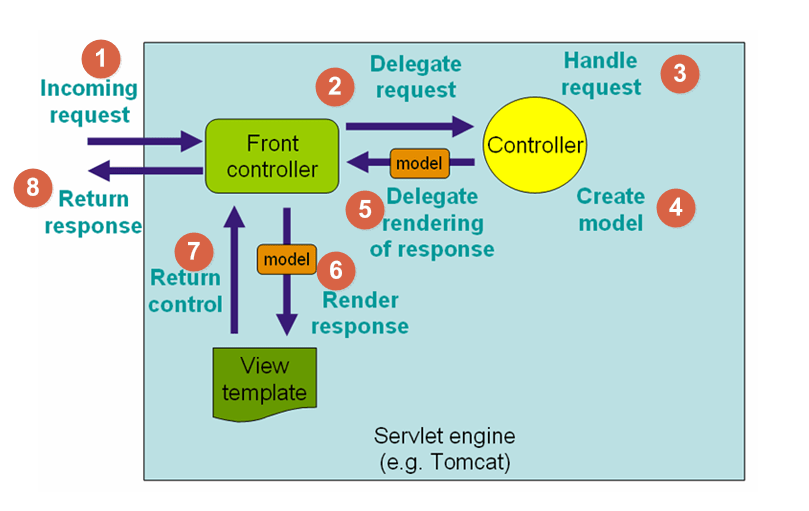 1
Incoming
request
2
Delegate
request
Handle
request
3
Front
controller
Controller
model
8
Return
response
5
Delegate
rendering
of response
Create
model
4
7
Return
control
model
6
Render
response
View
template
Servlet engine
(e.g. Tomcat)